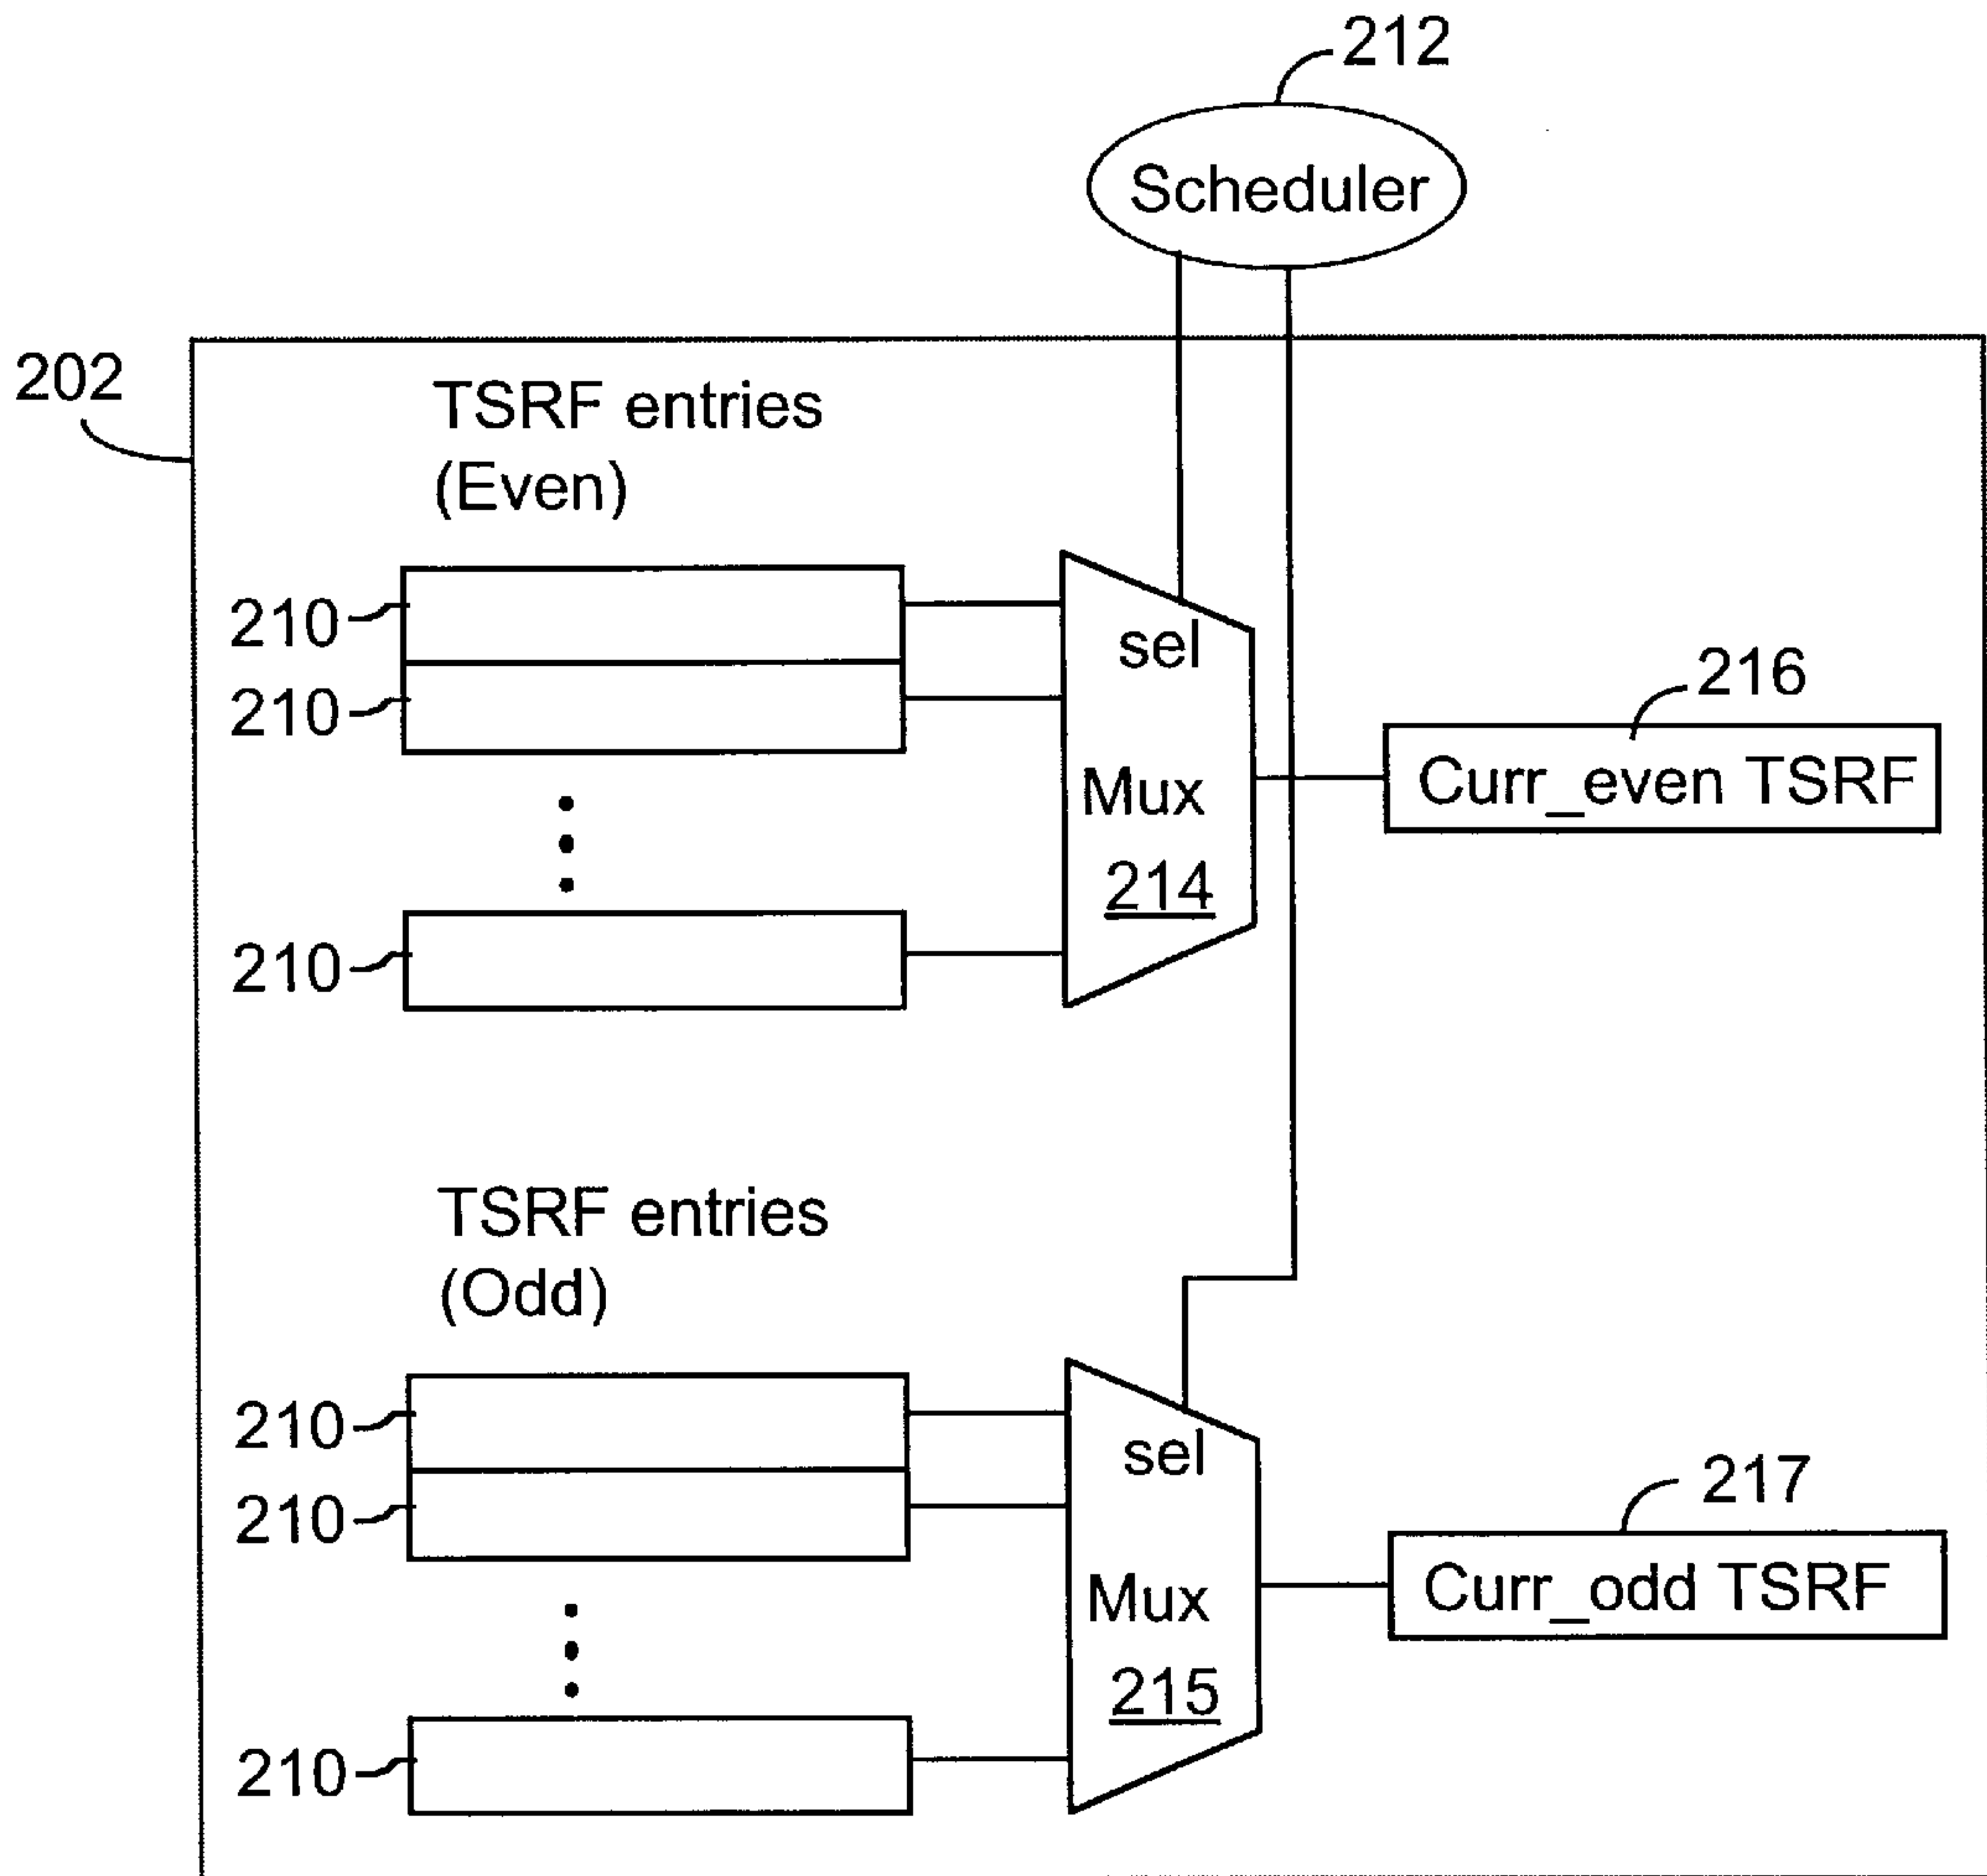 212
Scheduler
202
TSRF entries
(Even)
210
sel
210
216
Curr_even TSRF
Mux
214
210
TSRF entries
(Odd)
210
sel
210
217
Curr_odd TSRF
Mux
215
210